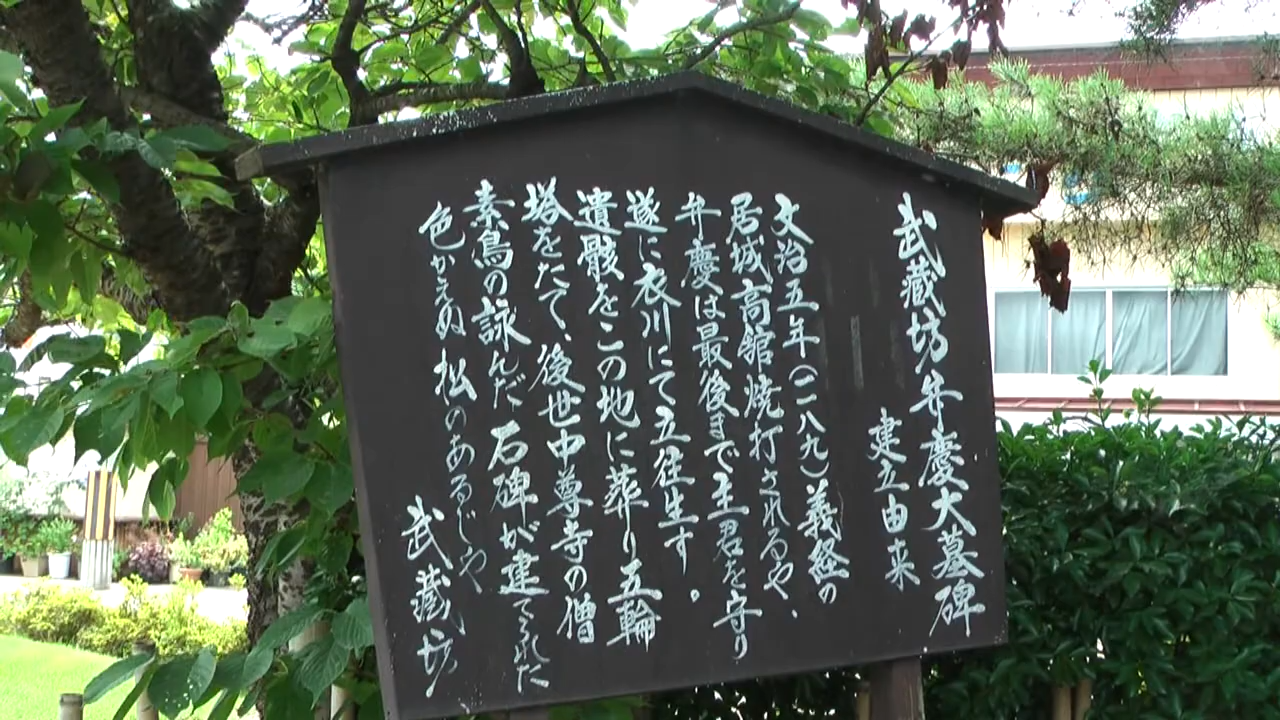 武蔵坊弁慶大墓碑
建立由来
文治五年(一一八九)義経の
居城高舘焼打されるや、
弁慶は最後まで主君を守り
遂に衣川にて立往生す。
遺骸をこの地に葬り五輪
塔をたて、後世中尊寺の僧
素鳥の詠んだ石碑が建てられた
色かえぬ松のあるじや
武蔵坊